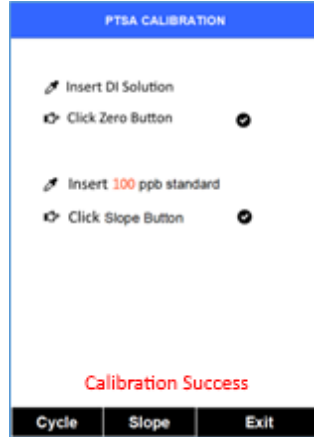 PTSA CALIBRATION
Insert DI Solution
Click Zero Button
Insert 100 ppb standard
Click Slope Button
Calibration Success
Cycle Slope Exit